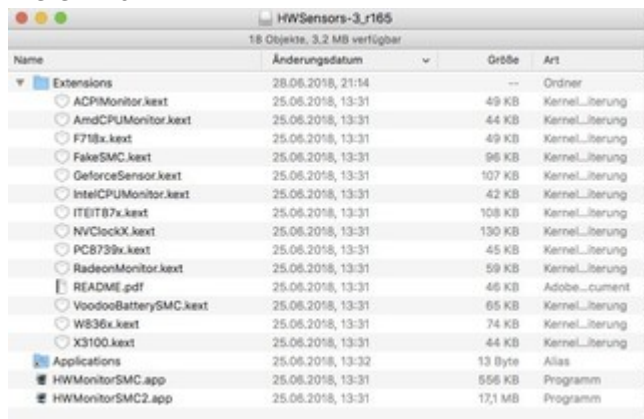 HWSensors-3_r165
18 Objekte, 3,2 MB verfügbar
Name Änderungsdatum Größe Art
Extensions 28.06.2018, 21:14 -- Ordner
ACPIMonitor.kext 25.06.2018, 13:31 49 KB Kernel...iterung
AmdCPUMonitor.kext 25.06.2018, 13:31 44 KB Kernel...iterung
F718x.kext 25.06.2018, 13:31 49 KB Kernel...iterung
FakeSMC.kext 25.06.2018, 13:31 96 KB Kernel...iterung
GeforceSensor.kext 25.06.2018, 13:31 107 KB Kernel...iterung
IntelCPUMonitor.kext 25.06.2018, 13:31 42 KB Kernel...iterung
ITEIT87x.kext 25.06.2018, 13:31 108 KB Kernel...iterung
NVClockX.kext 25.06.2018, 13:31 130 KB Kernel...iterung
PC8739x.kext 25.06.2018, 13:31 45 KB Kernel...iterung
RadeonMonitor.kext 25.06.2018, 13:31 59 KB Kernel...iterung
README.pdf 25.06.2018, 13:31 46 KB Adobe...cument
VoodooBatterySMC.kext 25.06.2018, 13:31 65 KB Kernel...iterung
W836x.kext 25.06.2018, 13:31 74 KB Kernel...iterung
X3100.kext 25.06.2018, 13:31 44 KB Kernel...iterung
Applications 25.06.2018, 13:32 13 Byte Alias
HWMonitorSMC.app 25.06.2018, 13:31 556 KB Programm
HWMonitorSMC2.app 25.06.2018, 13:31 17,1 MB Programm